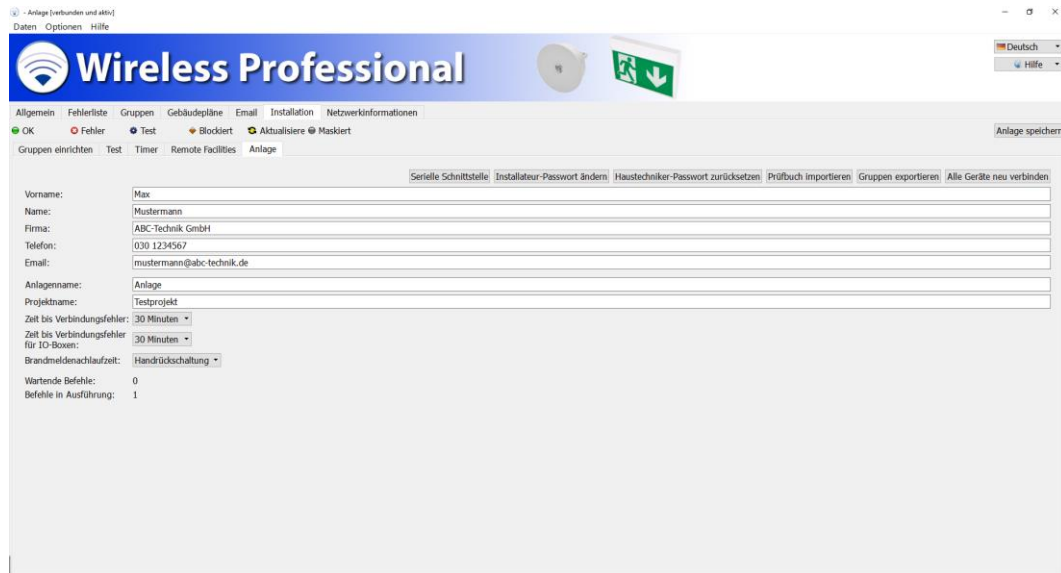 - Anlage [verbunden und aktiv]
Daten Optionen Hilfe
Wireless Professional
Deutsch
Hilfe
Allgemein Fehlerliste Gruppen Gebäudepläne Email Installation Netzwerkinformationen
OK Fehler Test Blockiert Aktualisiere Maskiert Anlage speichern
Gruppen einrichten Test Timer Remote Facilities Anlage
Serielle Schnittstelle Installateur-Passwort ändern Haustechniker-Passwort zurücksetzen Prüfbuch importieren Gruppen exportieren Alle Geräte neu verbinden
Vorname: Max
Name: Mustermann
Firma: ABC-Technik GmbH
Telefon: 030 1234567
Email: mustermann@abc-technik.de
Anlagenname: Anlage
Projektname: Testprojekt
Zeit bis Verbindungsfehler: 30 Minuten
Zeit bis Verbindungsfehler
für IO-Boxen: 30 Minuten
Brandmeldenachlaufzeit: Handrückschaltung
Wartende Befehle: 0
Befehle in Ausführung: 1